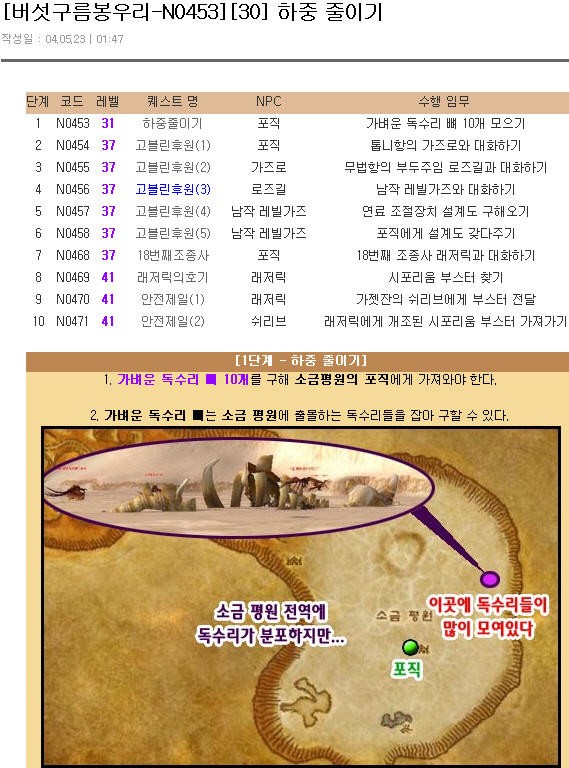 [버섯구름봉우리-N0453][30] 하중 줄이기
작성일 : 04,05,23 | 01:47
단계 코드 레벨 퀘스트 명 NPC 수행 임무
1 N0453 31 하중줄이기 포직 가벼운 독수리 뼈 10개 모으기
2 N0454 37 고블린후원(1) 포직 톱니항의 가즈로와 대화하기
3 N0455 37 고블린후원(2) 가즈로 무법항의 부두주임 로즈길과 대화하기
4 N0456 37 고블린후원(3) 로즈길 남작 레빌가즈와 대화하기
5 N0457 37 고블린후원(4) 남작 레빌가즈 연료 조절장치 설계도 구해오기
6 N0458 37 고블린후원(5) 남작 레빌가즈 포직에게 설계도 갖다주기
7 N0468 37 18번째조종사 포직 18번째 조종사 래저릭과 대화하기
8 N0469 41 래저릭의호기 래저릭 시포리움 부스터 찾기
9 N0470 41 안전제일(1) 래저릭 가젯잔의 쉬리브에게 부스터 전달
10 N0471 41 안전제일(2) 쉬리브 래저릭에게 개조된 시포리움 부스터 가져가기
[1단계 - 하중 줄이기]
1. 가벼운 독수리 뼈 10개를 구해 소금평원의 포직에게 가져와야 한다.
2. 가벼운 독수리 뼈는 소금 평원에 출몰하는 독수리들을 잡아 구할 수 있다.
소금 평원 전역에
독수리가 분포하지만...
소금 평원
이곳에 독수리들이
많이 모여있다
포직